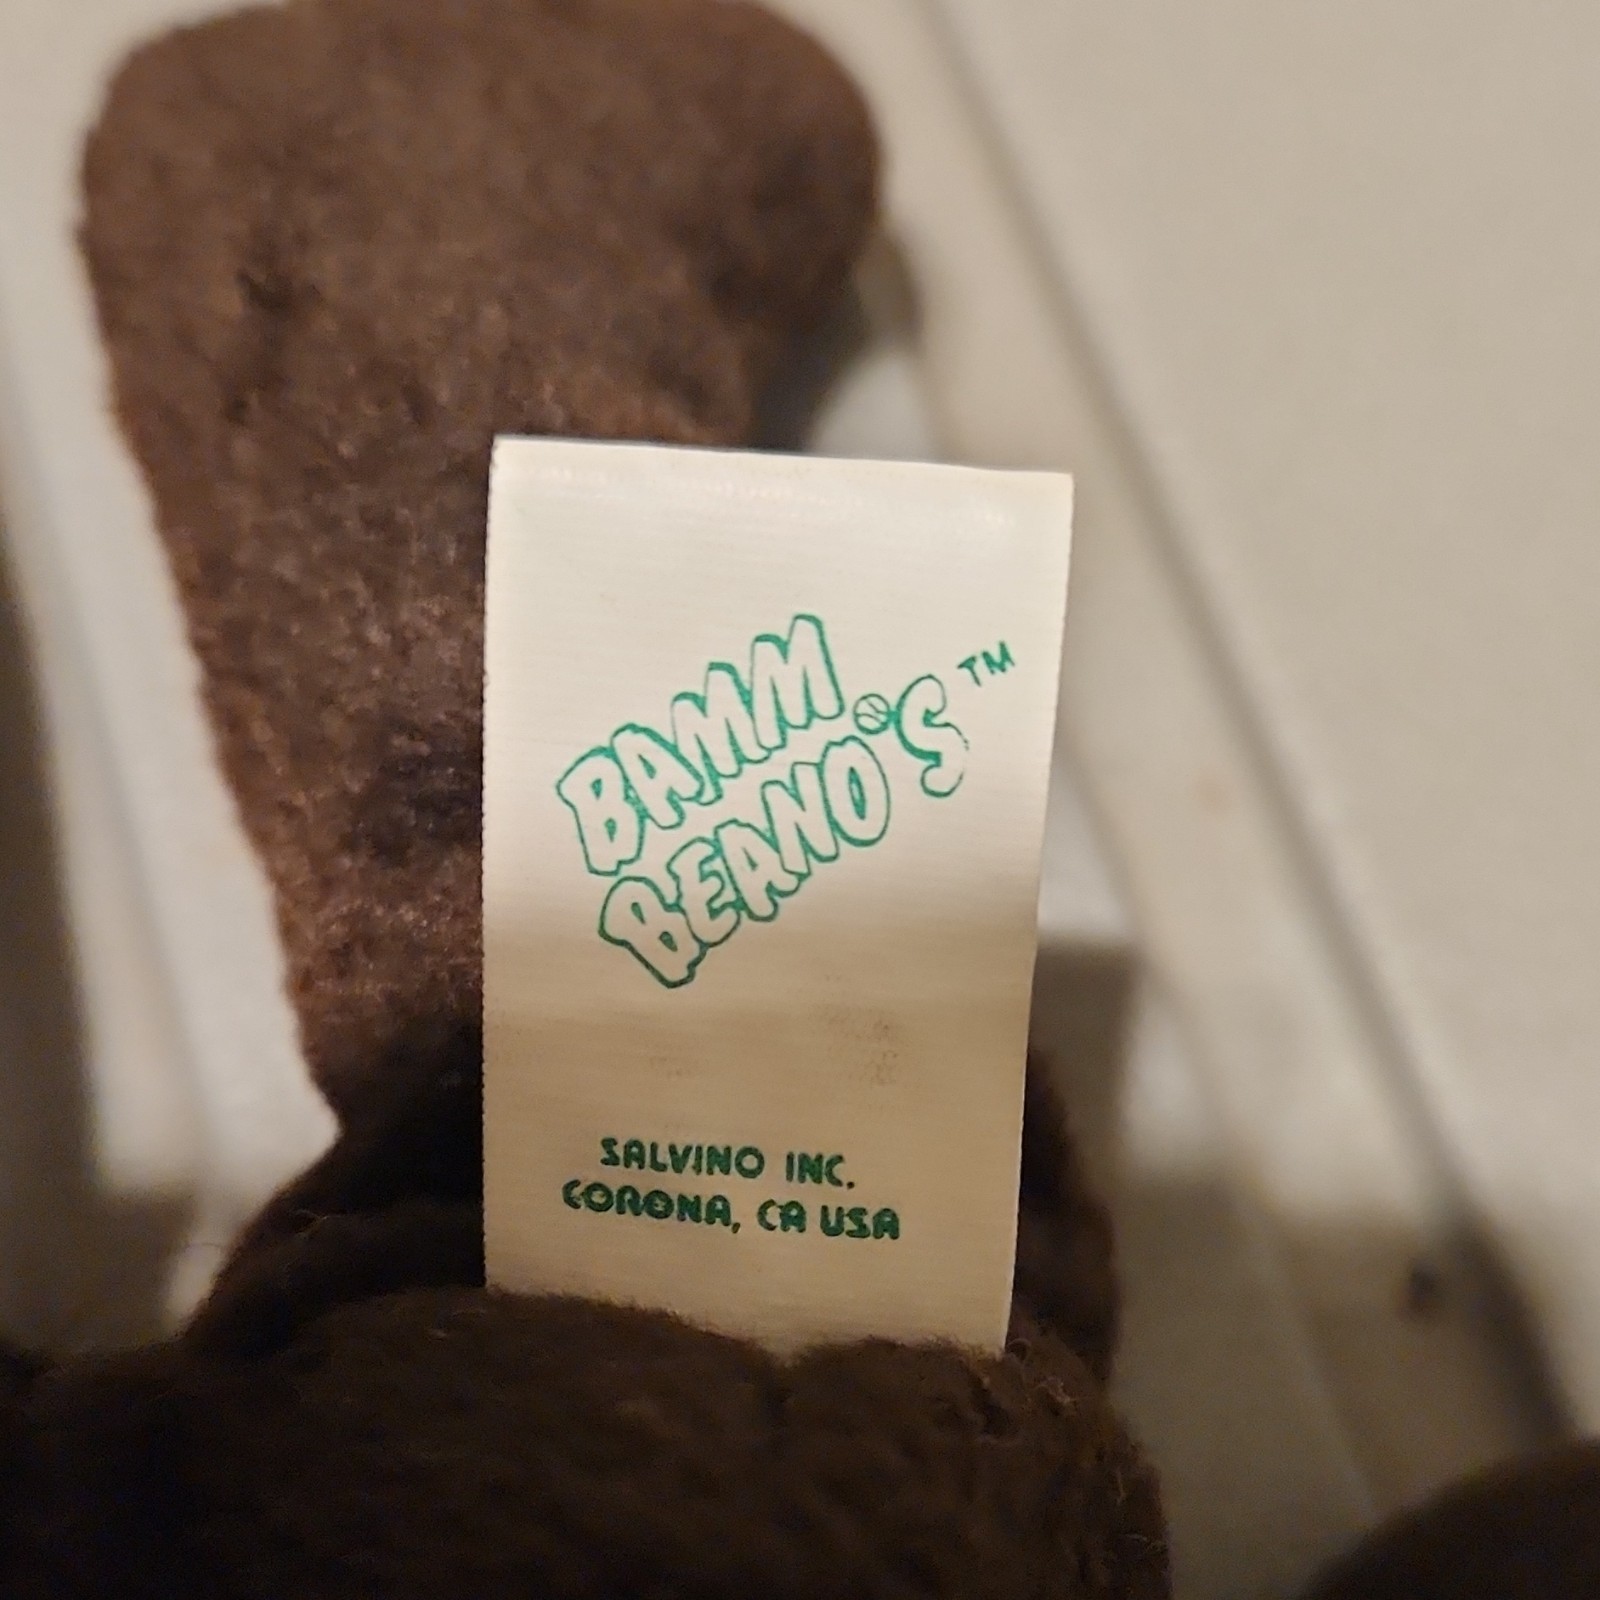 BAMM
BEANO'S™
SALVINO INC.
CORONA, CA USA